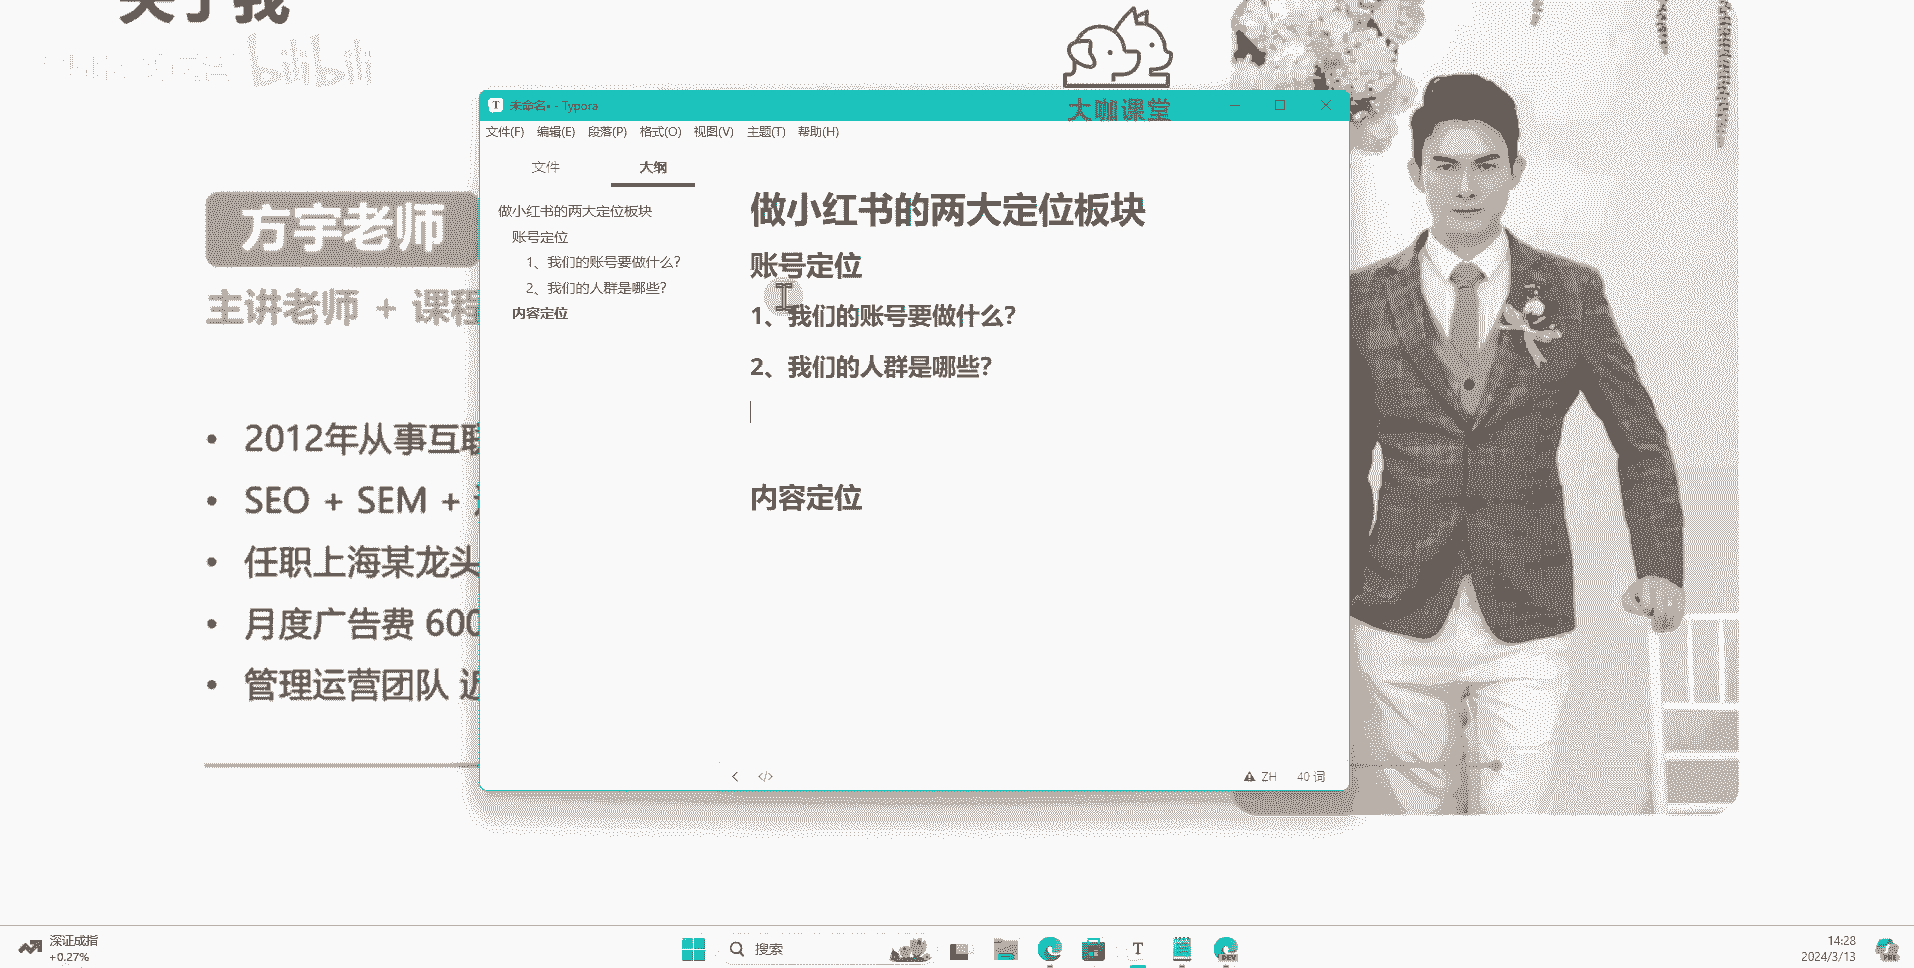 关于我
bilibili
大咖课堂
未命名• - Typora
文件(F) 编辑(E) 段落(P) 格式(O) 视图(V) 主题(T) 帮助(H)
文件 大纲
做小红书的两大定位板块
账号定位
1、我们的账号要做什么?
2、我们的人群是哪些?
内容定位
做小红书的两大定位板块
账号定位
1、我们的账号要做什么?
2、我们的人群是哪些?
内容定位
</> ZH 40 词
方宇老师
主讲老师 + 课程
• 2012年从事互联
• SEO + SEM +
• 任职上海某龙头
• 月度广告费 600
• 管理运营团队 近
深证成指
+0.27%
搜索
T
DEV
14:28
2024/3/13
PRE